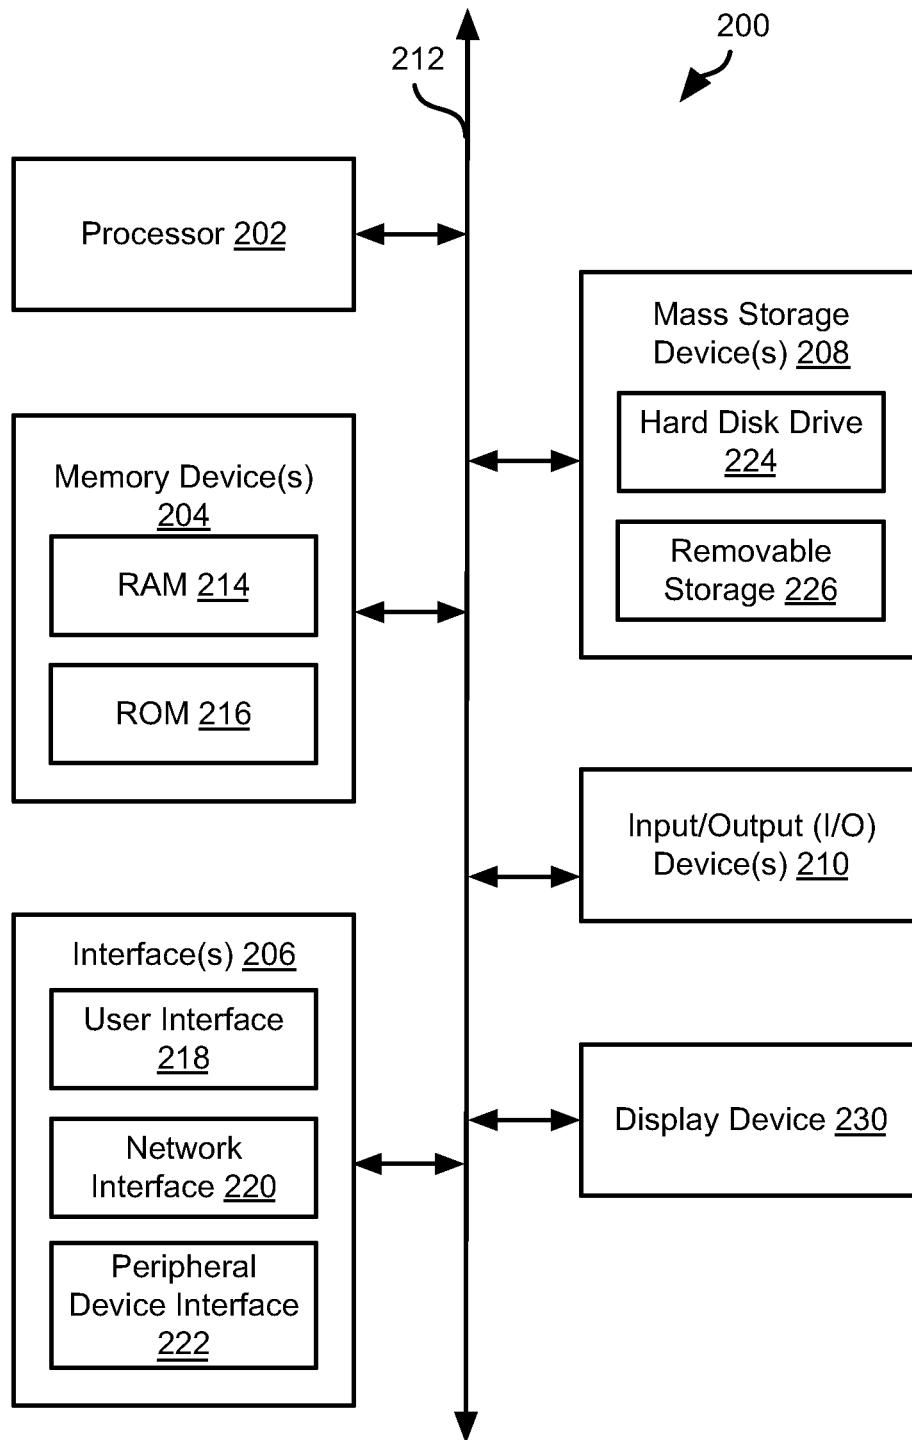 200
212
Processor 202
Mass Storage
Device(s) 208
Hard Disk Drive
224
Removable
Storage 226
Memory Device(s)
204
RAM 214
ROM 216
Input/Output (I/O)
Device(s) 210
Interface(s) 206
User Interface
218
Network
Interface 220
Peripheral
Device Interface
222
Display Device 230